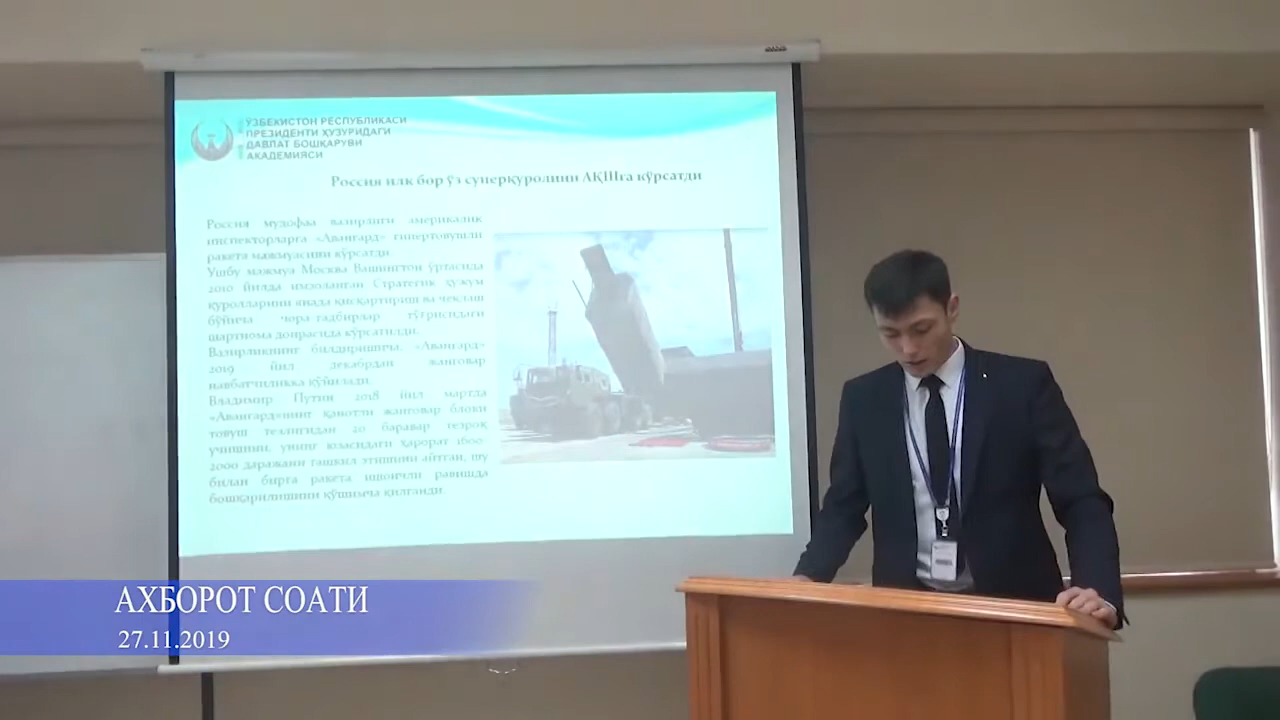 ЎЗБЕКИСТОН РЕСПУБЛИКАСИ
ПРЕЗИДЕНТИ ҲУЗУРИДАГИ
ДАВЛАТ БОШҚАРУВИ
АКАДЕМИЯСИ
Россия илк бор ўз суперқуролини АҚШга кўрсатди
Россия мудофаа вазирлиги америкалик
инспекторларга «Авангард» гипертовушли
ракета мажмуасини кўрсатди.
Ушбу мажмуа Москва Вашингтон ўртасида
2010 йилда имзоланган Стратегик ҳужум
қуролларини янада қисқартириш ва чеклаш
бўйича чора-тадбирлар тўғрисидаги
шартнома доирасида кўрсатилди.
Вазирликнинг билдиришича, «Авангард»
2019 йил декабрдан жанговар
навбатчиликка қўйилади.
Владимир Путин 2018 йил мартда
«Авангард»нинг қанотли жанговар блоки
товуш тезлигидан 20 баравар тезроқ
учишини, унинг юзасидаги ҳарорат 1600-
2000 даражани ташкил этишини айтган, шу
билан бирга ракета ишончли равишда
бошқарилишини қўшимча қилганди.
АХБОРОТ СОАТИ
27.11.2019